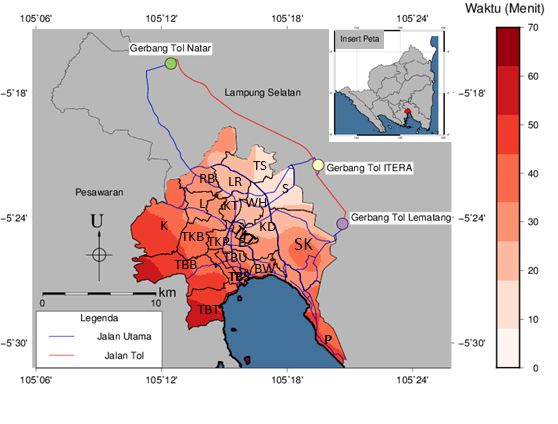 Waktu (Menit)
105°06'
105°12'
105°18'
105°24'
70
60
50
40
30
20
10
0
Gerbang Tol Natar
Insert Peta
-5°18'
-5°18'
Lampung Selatan
TS
Gerbang Tol ITERA
RB
LR
S
Pesawaran
L
KT
WH
Gerbang Tol Lematang
-5°24'
-5°24'
U
K
KD
TKB
TKP
SK
TBU
TBB
BW
TBS
km
0
10
TBT
Legenda
Jalan Utama
Jalan Tol
P
-5°30'
-5°30'
105°06'
105°12'
105°18'
105°24'